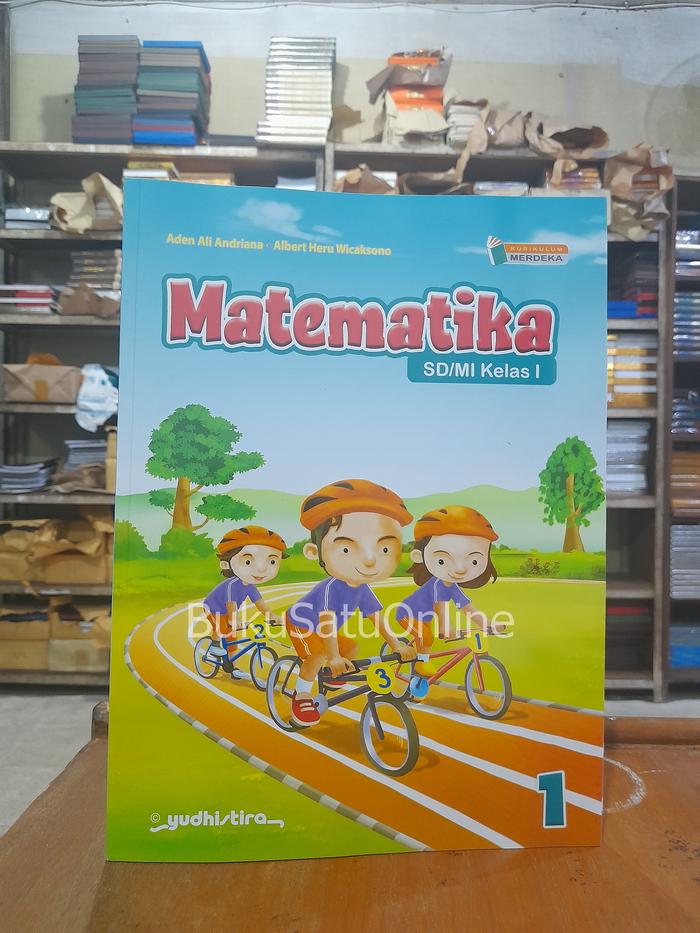 Aden Ali Andriana · Albert Heru Wicaksono
KURIKULUM
MERDEKA
Matematika
SD/MI Kelas I
BukuSatuOnline
2
1
3
1
© yudhistira